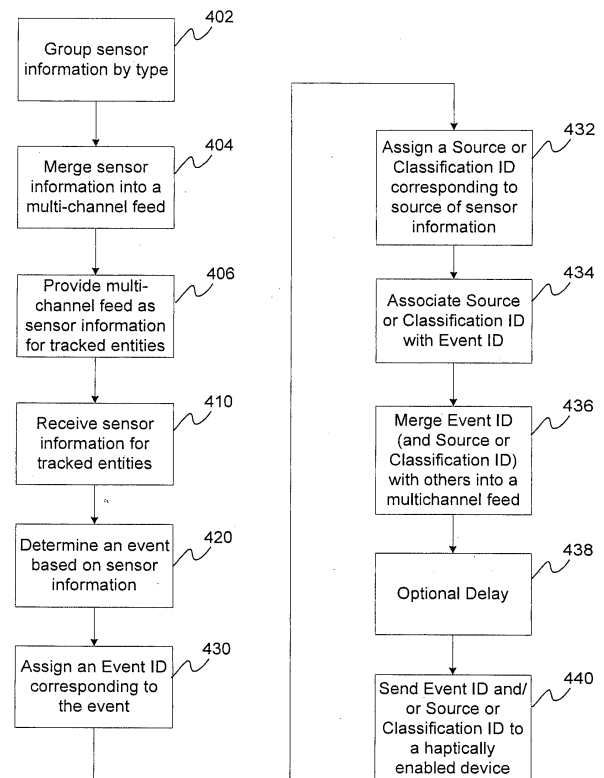 402
Group sensor
information by type
404
Merge sensor
information into a
multi-channel feed
406
Provide multi-
channel feed as
sensor information
for tracked entities
410
Receive sensor
information for
tracked entities
420
Determine an event
based on sensor
information
430
Assign an Event ID
corresponding to
the event
432
Assign a Source or
Classification ID
corresponding to
source of sensor
information
434
Associate Source
or Classification ID
with Event ID
436
Merge Event ID
(and Source or
Classification ID)
with others into a
multichannel feed
438
Optional Delay
440
Send Event ID and/
or Source or
Classification ID to
a haptically
enabled device